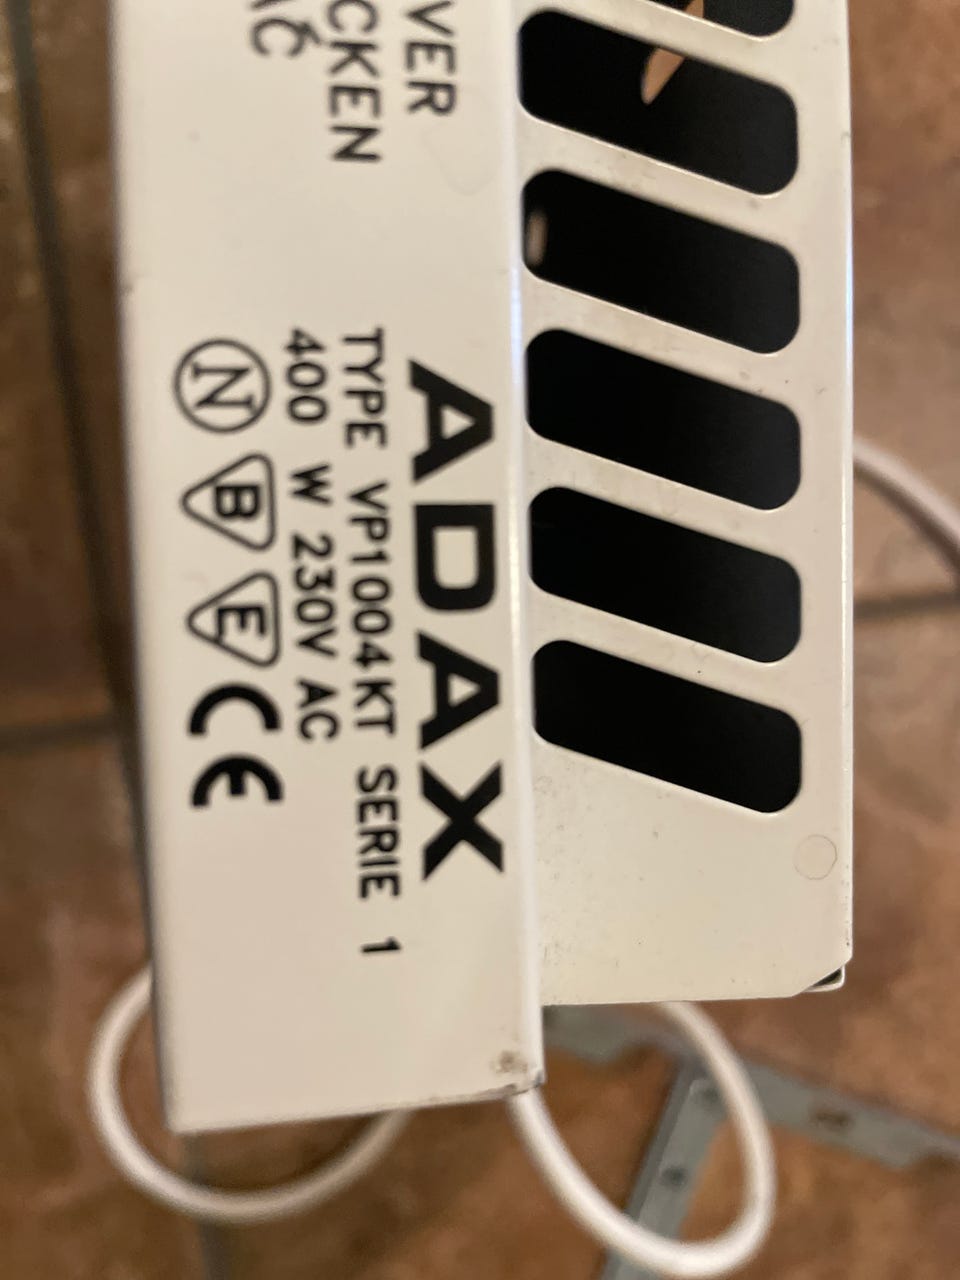 VER
CKEN
AČ
ADAX
TYPE VP1004KT SERIE 1
400 W 230V AC
N B E CE